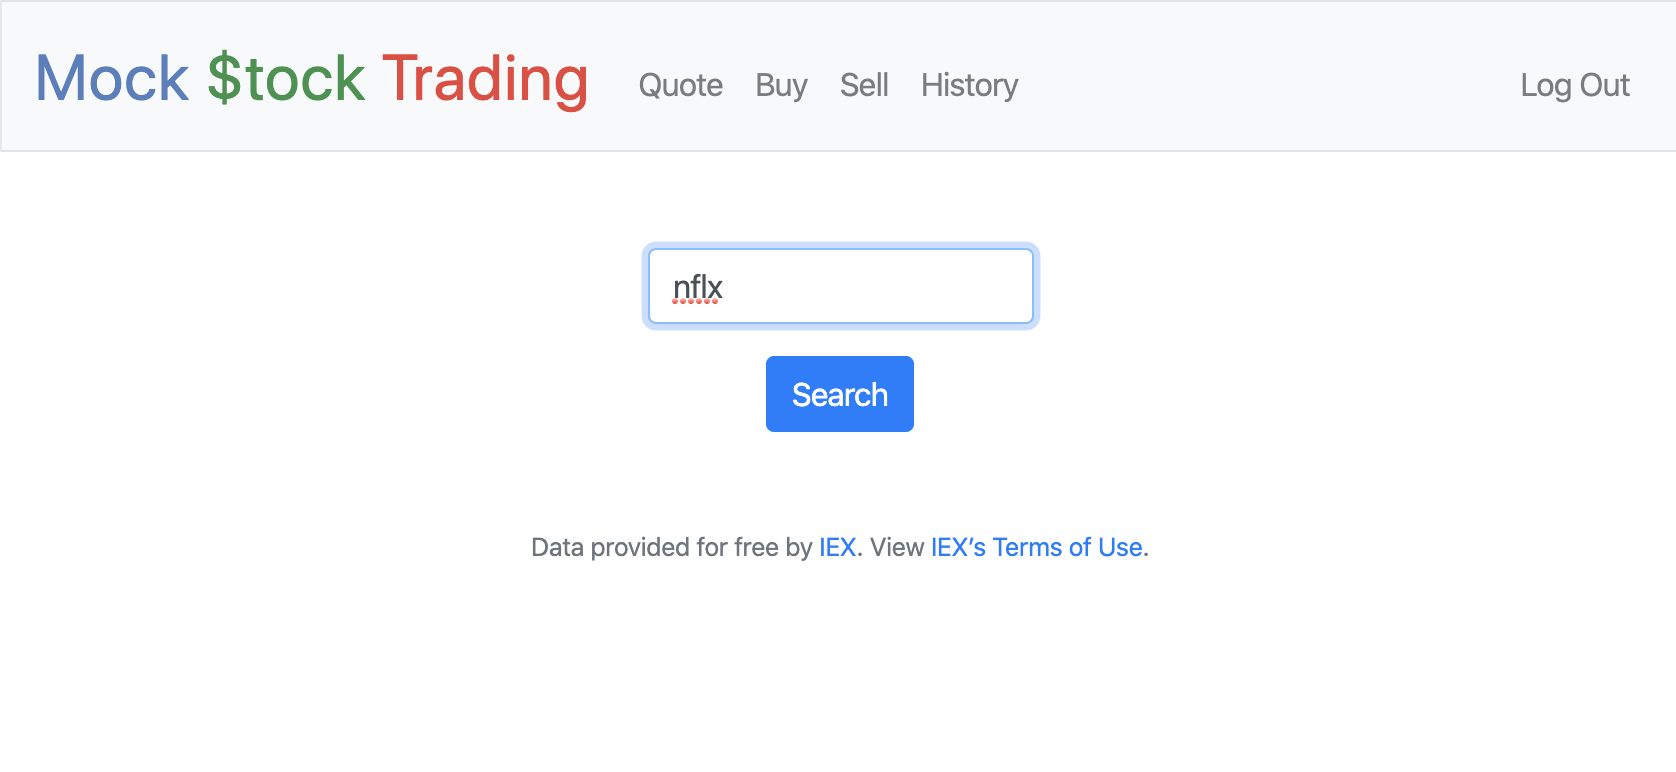 Mock $tock Trading Quote Buy Sell History Log Out
nflx
Search
Data provided for free by IEX. View IEX’s Terms of Use.